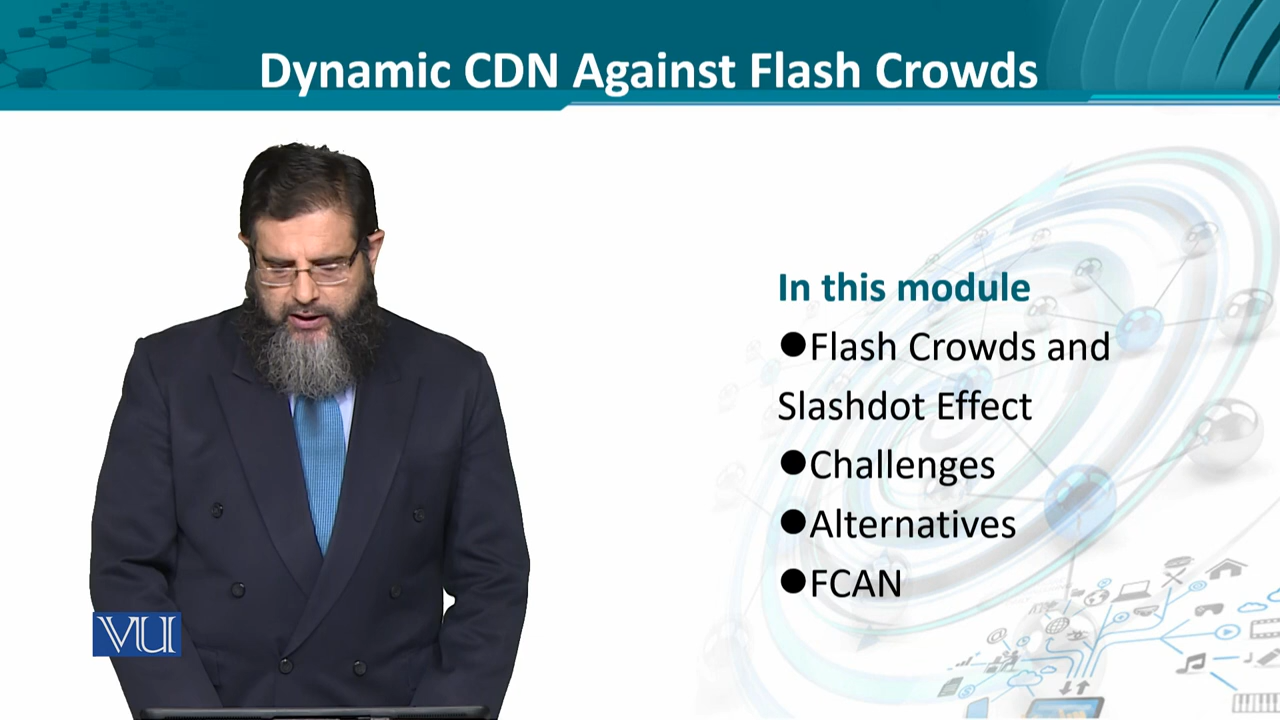 Dynamic CDN Against Flash Crowds
In this module
●Flash Crowds and
Slashdot Effect
●Challenges
●Alternatives
●FCAN
VU